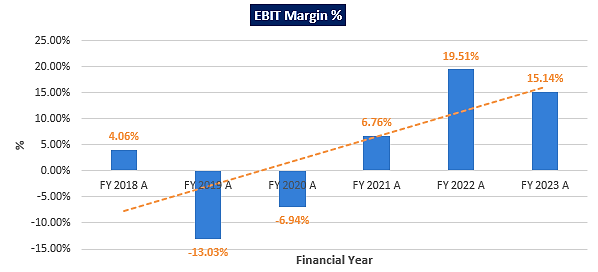 EBIT Margin %
25.00%
20.00%
15.00%
10.00%
5.00%
0.00%
-5.00%
-10.00%
-15.00%
%
4.06%
-13.03%
-6.94%
6.76%
19.51%
15.14%
FY 2018 A
FY 2019 A
FY 2020 A
FY 2021 A
FY 2022 A
FY 2023 A
Financial Year